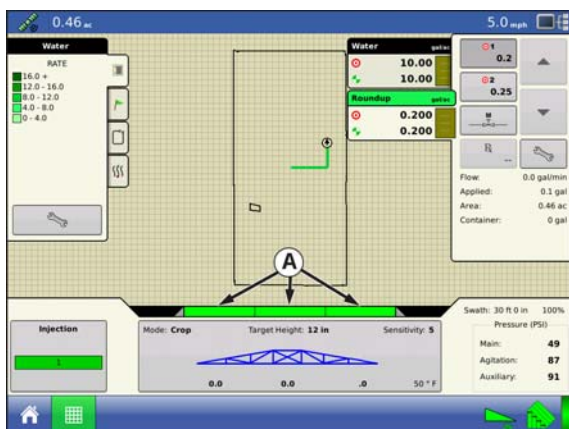 0.46 ac
5.0 mph
Water
RATE
16.0 +
12.0 - 16.0
8.0 - 12.0
4.0 - 8.0
0 - 4.0
Water gal/ac
10.00
10.00
Roundup gal/ac
0.200
0.200
1
0.2
2
0.25
M
Rx
--
Flow: 0.0 gal/min
Applied: 0.1 gal
Area: 0.46 ac
Container: 0 gal
A
Swath: 30 ft 0 in 100%
Injection
1
Mode: Crop Target Height: 12 in Sensitivity: 5
0.0 0.0 .0 50 ° F
Pressure (PSI)
Main: 49
Agitation: 87
Auxiliary: 91